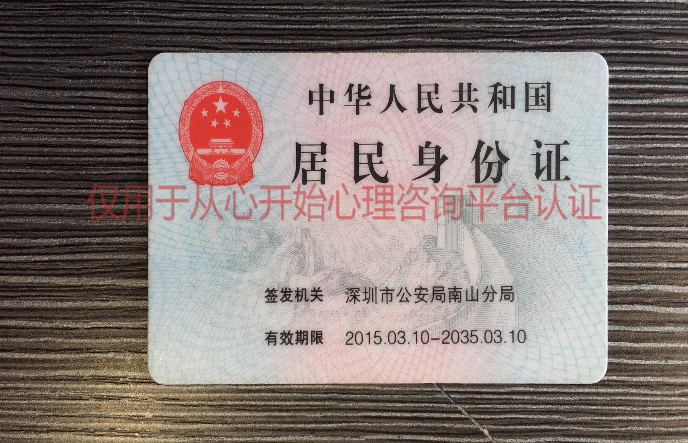 中华人民共和国
居民身份证
仅用于从心开始心理咨询平台认证
签发机关 深圳市公安局南山分局
有效期限 2015.03.10-2035.03.10